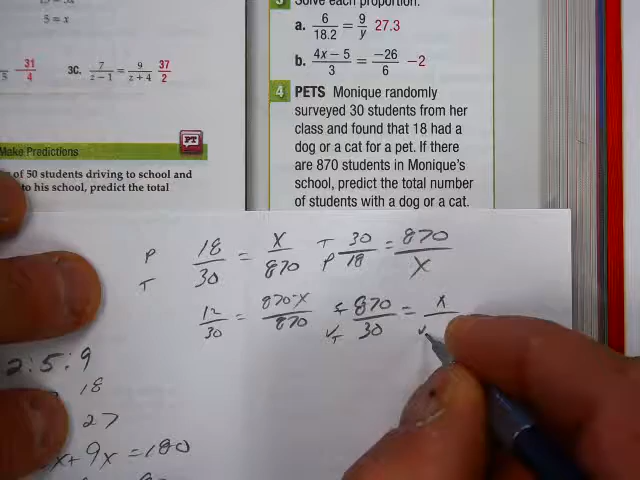 5 = x
31
4
3C. 7/(z − 1) = 9/(z + 4) 37/2
PT
Make Predictions
of 50 students driving to school and
to his school, predict the total
Solve each proportion.
a. 6/18.2 = 9/y 27.3
b. (4x − 5)/3 = −26/6 −2
4 PETS Monique randomly
surveyed 30 students from her
class and found that 18 had a
dog or a cat for a pet. If there
are 870 students in Monique's
school, predict the total number
of students with a dog or a cat.
P/T 18/30 = x/870 T/P 30/18 = 870/x
12/30 = (870-x)/870 870/30 = x/
2:5:9
18
27
x + 9x = 180